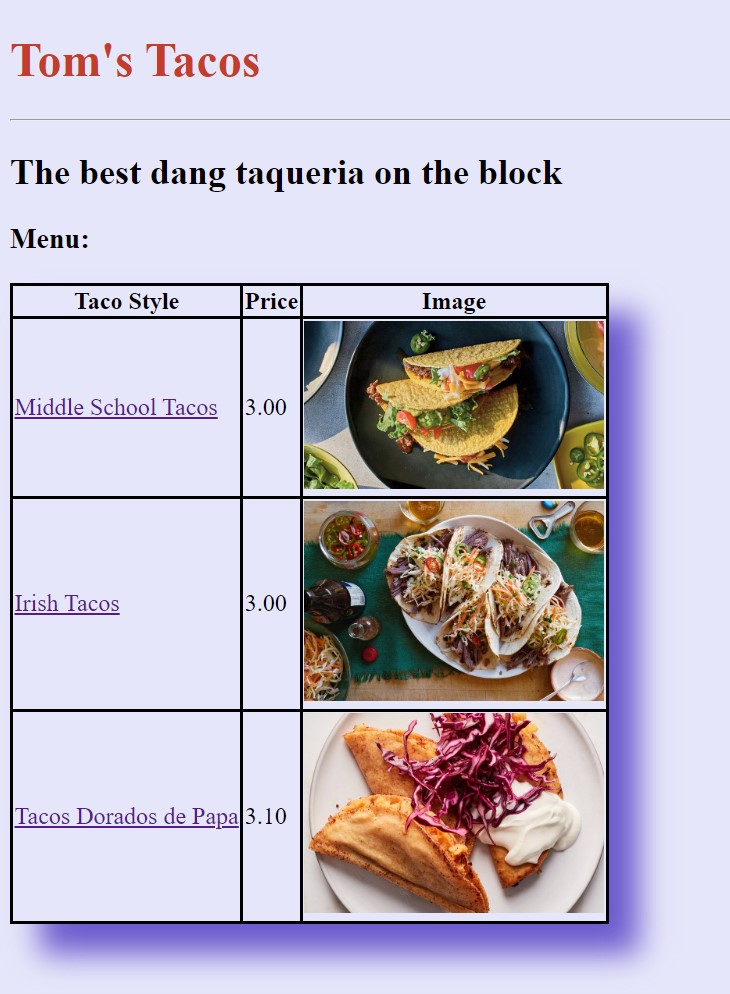 Tom's Tacos
The best dang taqueria on the block
Menu:
Taco Style Price Image
Middle School Tacos 3.00
Irish Tacos 3.00
Tacos Dorados de Papa 3.10